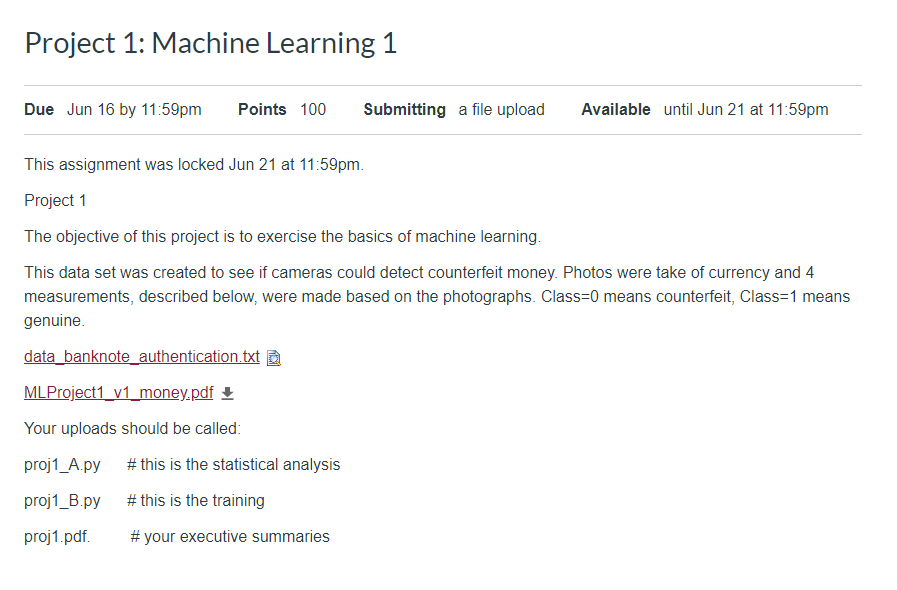 Project 1: Machine Learning 1
Due Jun 16 by 11:59pm Points 100 Submitting a file upload Available until Jun 21 at 11:59pm
This assignment was locked Jun 21 at 11:59pm.
Project 1
The objective of this project is to exercise the basics of machine learning.
This data set was created to see if cameras could detect counterfeit money. Photos were take of currency and 4
measurements, described below, were made based on the photographs. Class=0 means counterfeit, Class=1 means
genuine.
data_banknote_authentication.txt
MLProject1_v1_money.pdf
Your uploads should be called:
proj1_A.py # this is the statistical analysis
proj1_B.py # this is the training
proj1.pdf. # your executive summaries